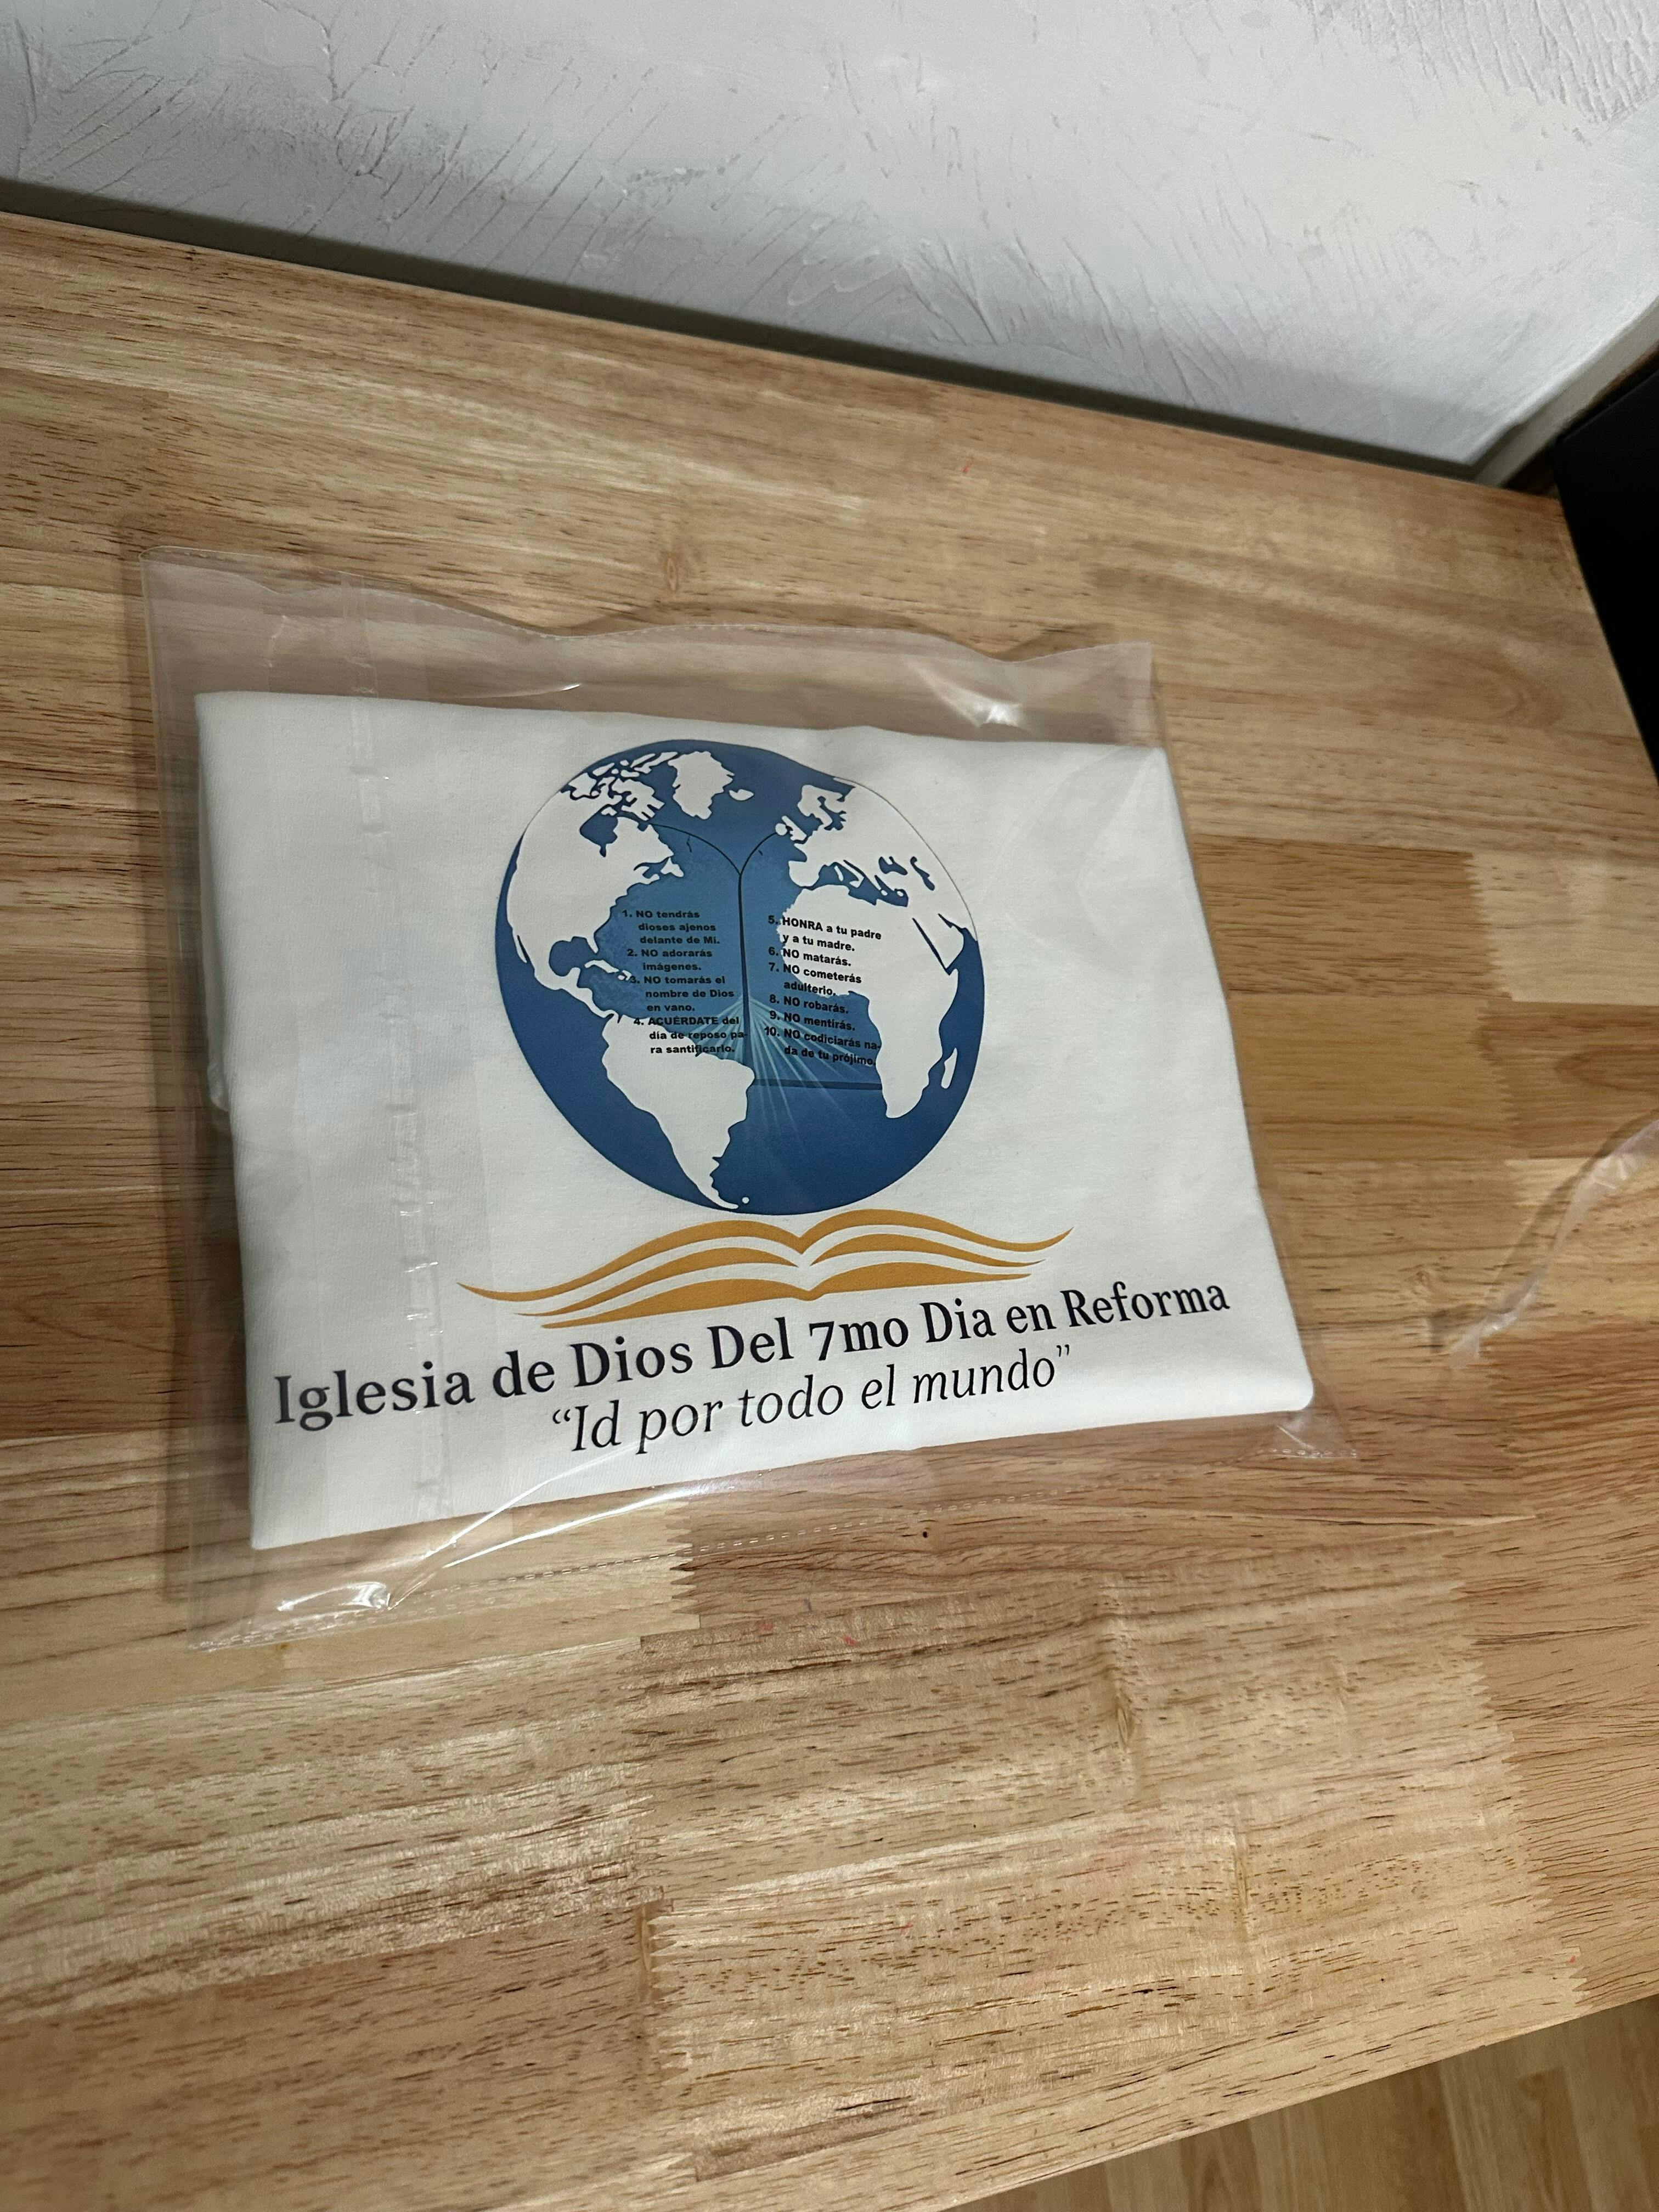 1. NO tendrás
dioses ajenos
delante de Mí.
2. NO adorarás
imágenes.
3. NO tomarás el
nombre de Dios
en vano.
4. ACUÉRDATE del
día de reposo pa-
ra santificarlo.
5. HONRA a tu padre
y a tu madre.
6. NO matarás.
7. NO cometerás
adulterio.
8. NO robarás.
9. NO mentirás.
10. NO codiciarás na-
da de tu prójimo.
Iglesia de Dios Del 7mo Dia en Reforma
“Id por todo el mundo”